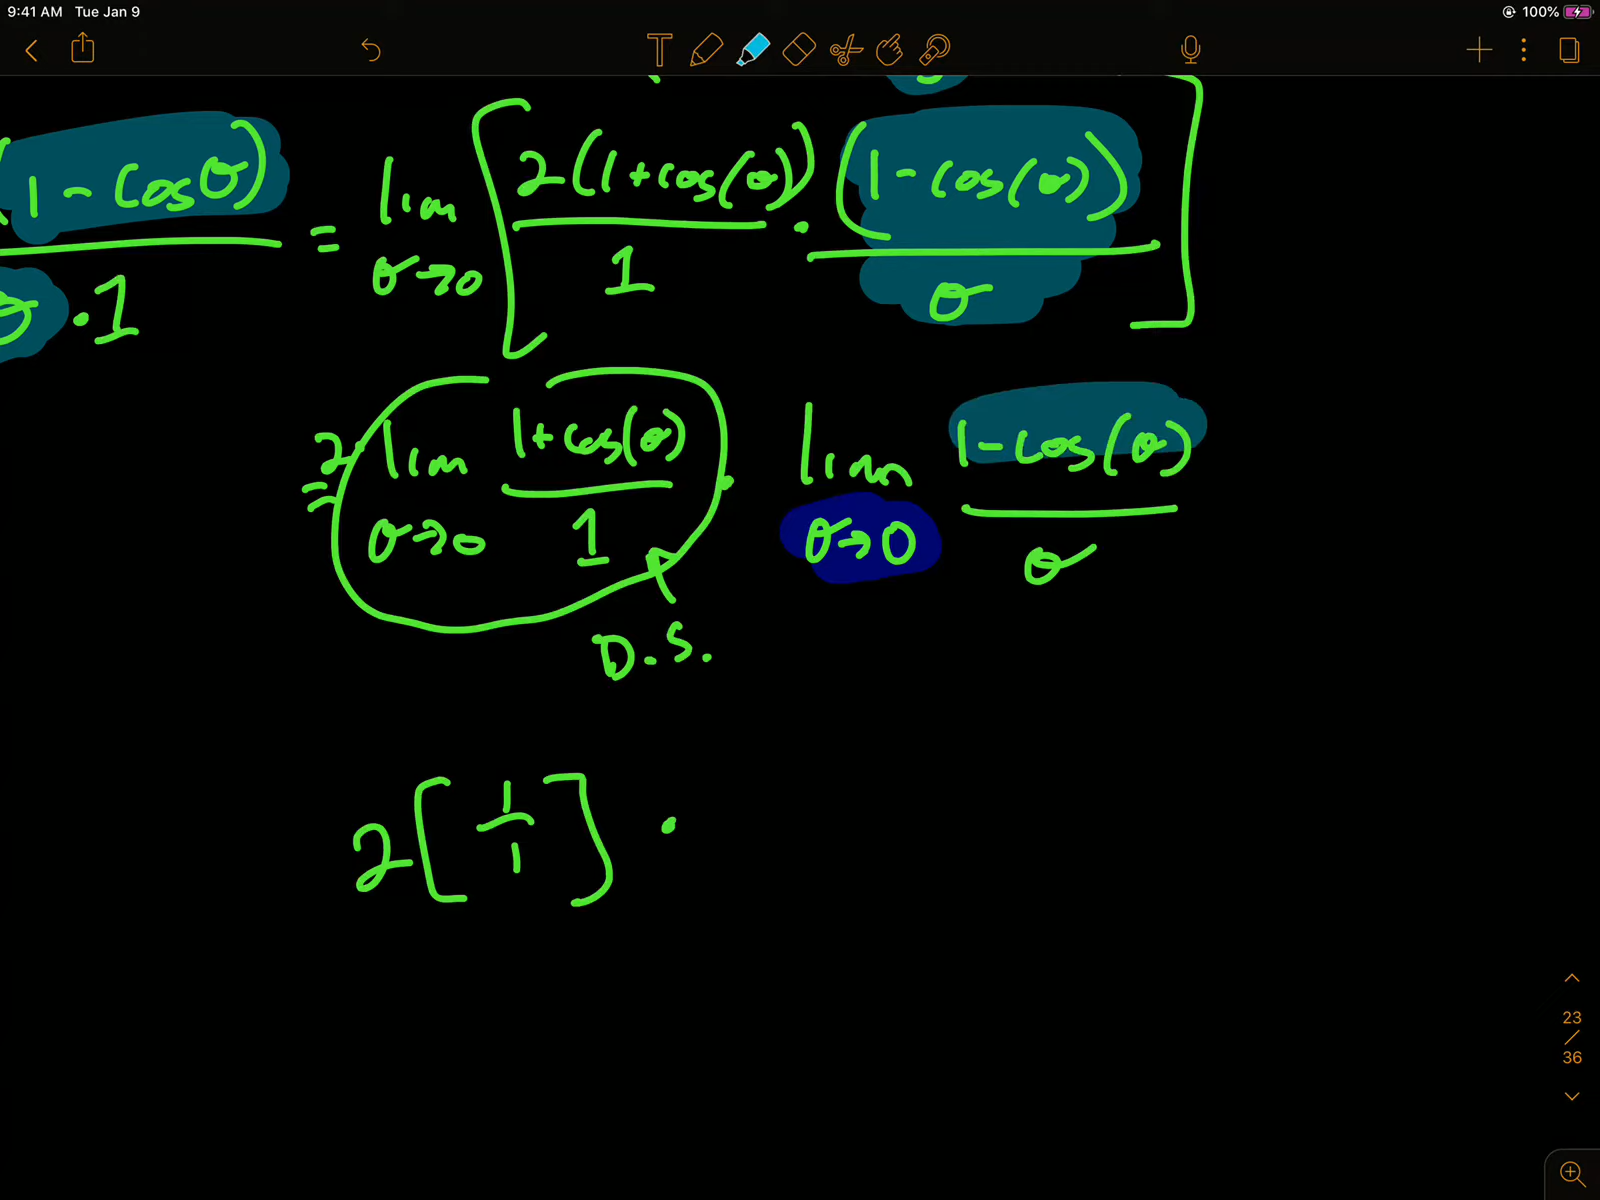 9:41 AM Tue Jan 9 100%
T
(1 - cosθ) / θ · 1 = lim θ→0 [ 2(1+cos(θ)) / 1 · (1 - cos(θ)) / θ ]
= 2 lim θ→0 1+cos(θ) / 1 · lim θ→0 1 - cos(θ) / θ
D.S.
2 [ 1 / 1 ] ·
23 / 36